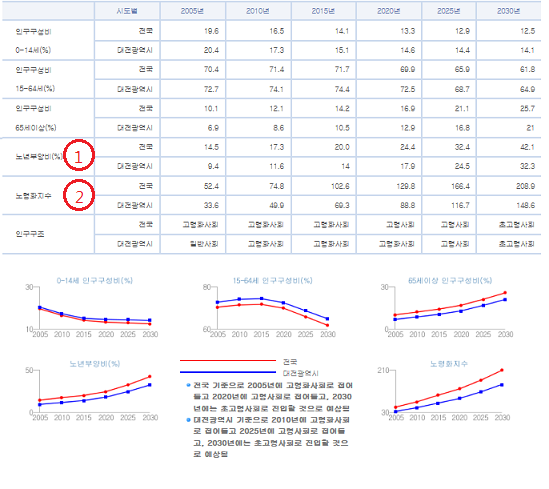 시도별 2005년 2010년 2015년 2020년 2025년 2030년
인구구성비 전국 19.6 16.5 14.1 13.3 12.9 12.5
0-14세(%) 대전광역시 20.4 17.3 15.1 14.6 14.4 14.1
인구구성비 전국 70.4 71.4 71.7 69.9 65.9 61.8
15-64세(%) 대전광역시 72.7 74.1 74.4 72.5 68.7 64.9
인구구성비 전국 10.1 12.1 14.2 16.9 21.1 25.7
65세이상(%) 대전광역시 6.9 8.6 10.5 12.9 16.8 21
노년부양비(%) 1 전국 14.5 17.3 20.0 24.4 32.4 42.1
대전광역시 9.4 11.6 14 17.9 24.5 32.3
노령화지수 2 전국 52.4 74.8 102.6 129.8 166.4 208.9
대전광역시 33.6 49.9 69.3 88.8 116.7 148.6
인구구조 전국 고령화사회 고령화사회 고령화사회 고령화사회 고령사회 초고령사회
대전광역시 일반사회 고령화사회 고령화사회 고령화사회 고령사회 초고령사회
0-14세 인구구성비(%)
30
10
2005 2010 2015 2020 2025 2030
15-64세 인구구성비(%)
80
60
2005 2010 2015 2020 2025 2030
65세이상 인구구성비(%)
30
0
2005 2010 2015 2020 2025 2030
노년부양비(%)
50
0
2005 2010 2015 2020 2025 2030
전국
대전광역시
전국 기준으로 2005년에 고령화사회로 접어
들고 2020년에 고령화사회로 접어들고, 2030
년에는 초고령사회로 진입할 것으로 예상됨
대전광역시 기준으로 2010년에 고령화사회
로 접어들고 2025년에 고령화사회로 접어들
고, 2030년에는 초고령사회로 진입할 것으
로 예상됨
노령화지수
210
30
2005 2010 2015 2020 2025 2030